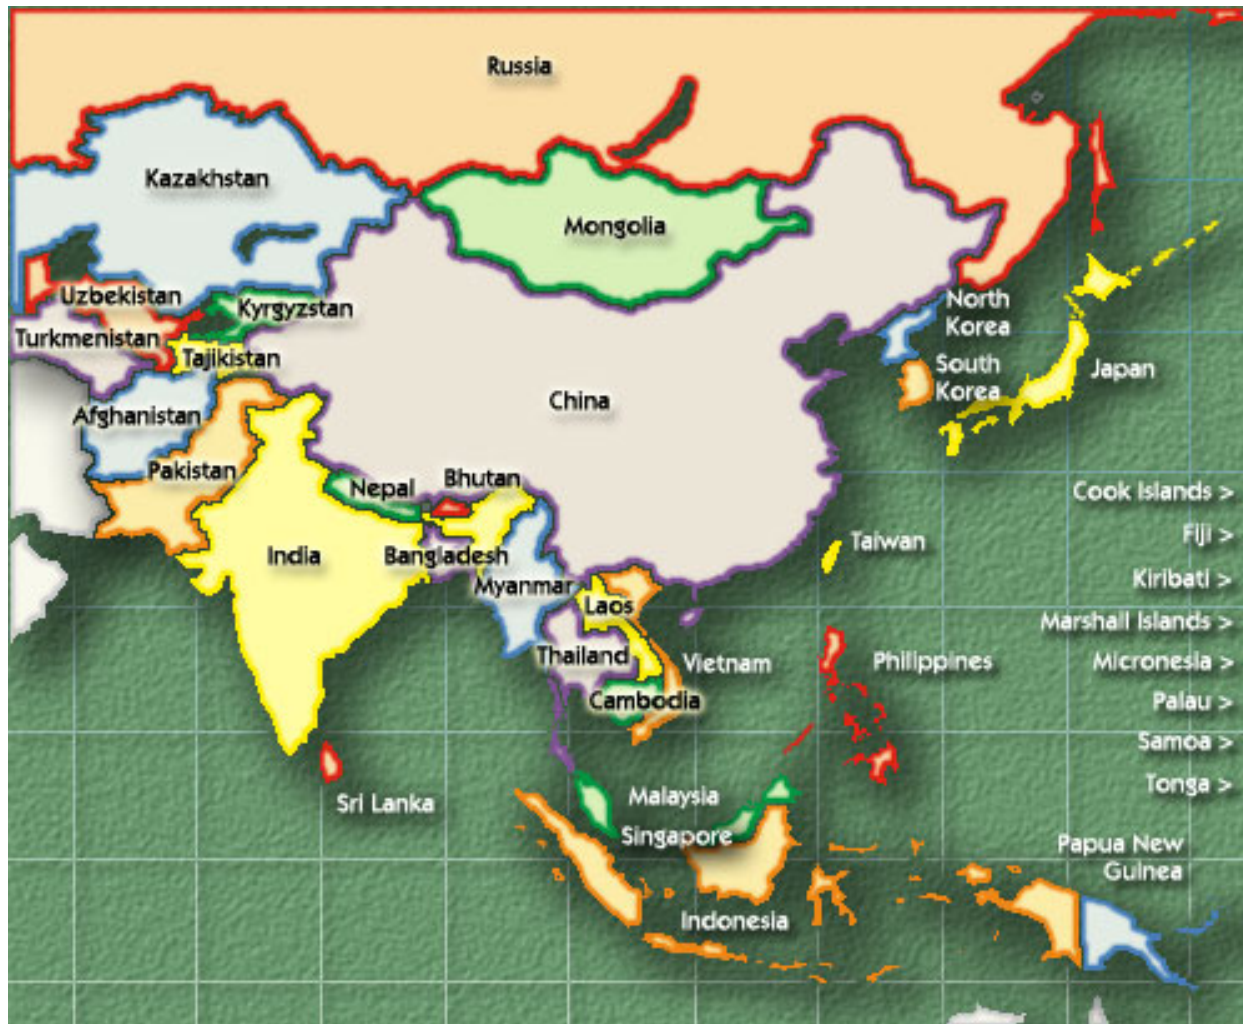 Russia
Kazakhstan
Mongolia
Uzbekistan
Kyrgyzstan
North
Korea
Turkmenistan
Tajikistan
South
Korea
Japan
China
Afghanistan
Pakistan
Nepal
Bhutan
Cook Islands >
India
Bangladesh
Taiwan
Fiji >
Myanmar
Kiribati >
Laos
Marshall Islands >
Thailand
Vietnam
Philippines
Micronesia >
Cambodia
Palau >
Samoa >
Sri Lanka
Malaysia
Tonga >
Singapore
Papua New
Guinea
Indonesia